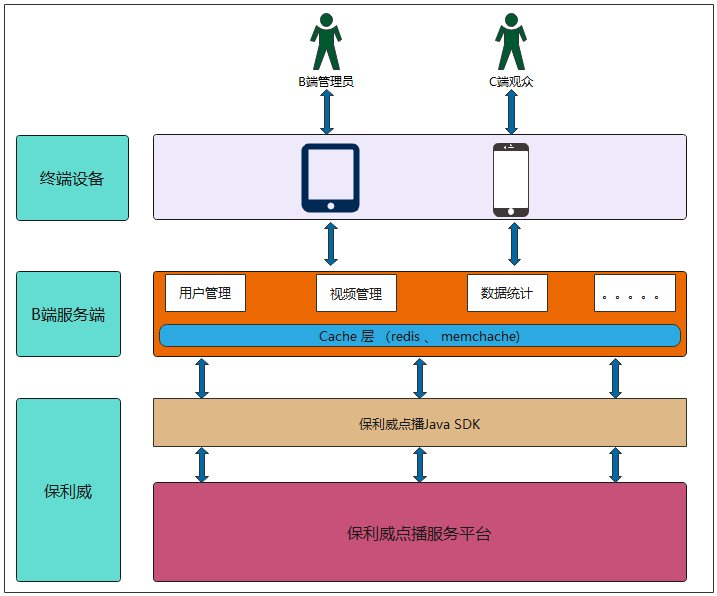 B端管理员
C端观众
终端设备
B端服务端
用户管理
视频管理
数据统计
。。。。。
Cache 层 （redis 、 memchache)
保利威
保利威点播Java SDK
保利威点播服务平台